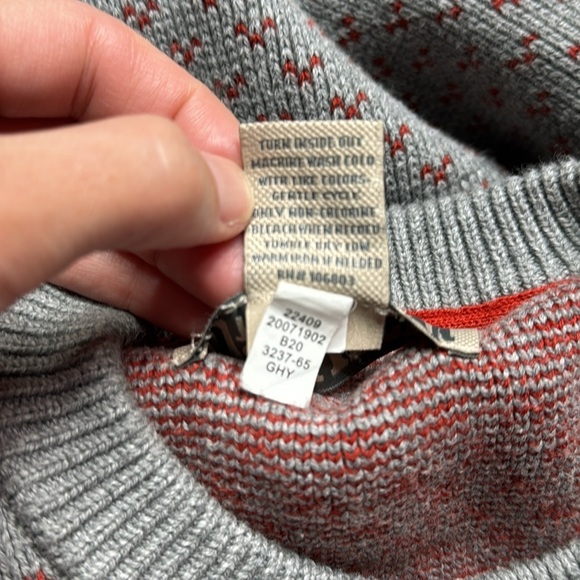 TURN INSIDE OUT
MACHINE WASH COLD
WITH LIKE COLORS-
GENTLE CYCLE
ONLY NON-CHLORINE
BLEACH WHEN NEEDED
TUMBLE DRY LOW
WARM IRON IF NEEDED
RN# 106803
22409
20071902
B20
3237-65
GHY